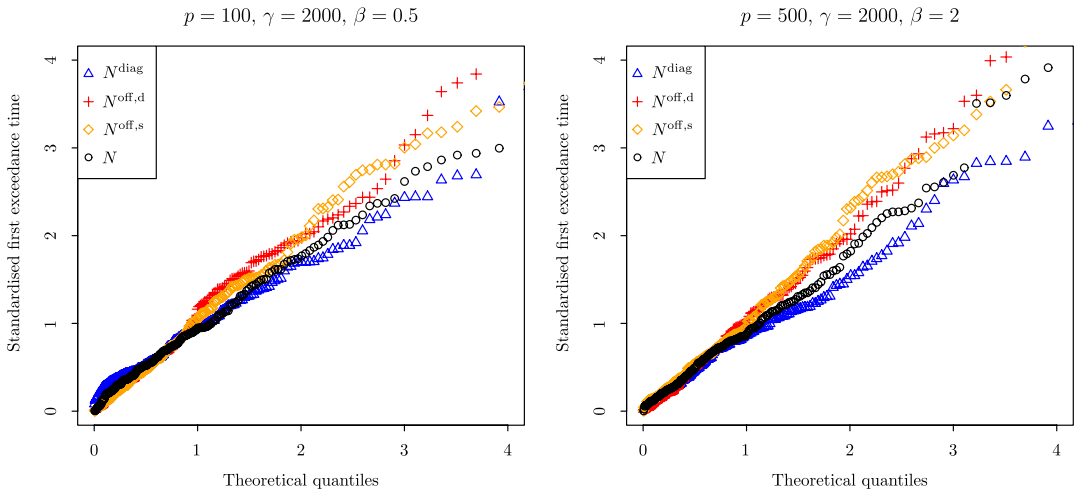 p = 100, γ = 2000, β = 0.5
Standardised first exceedance time
4
3
2
1
0
N^diag
N^off,d
N^off,s
N
0 1 2 3 4
Theoretical quantiles
p = 500, γ = 2000, β = 2
Standardised first exceedance time
4
3
2
1
0
N^diag
N^off,d
N^off,s
N
0 1 2 3 4
Theoretical quantiles